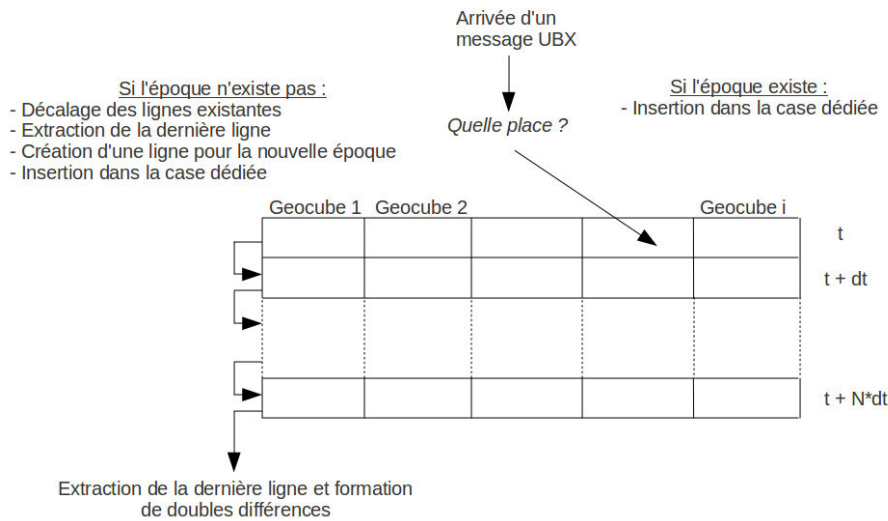 Arrivée d'un
message UBX
Si l'époque n'existe pas :
- Décalage des lignes existantes
- Extraction de la dernière ligne
- Création d'une ligne pour la nouvelle époque
- Insertion dans la case dédiée
Si l'époque existe :
- Insertion dans la case dédiée
Quelle place ?
Geocube 1 Geocube 2 Geocube i
t
t + dt
t + N*dt
Extraction de la dernière ligne et formation
de doubles différences